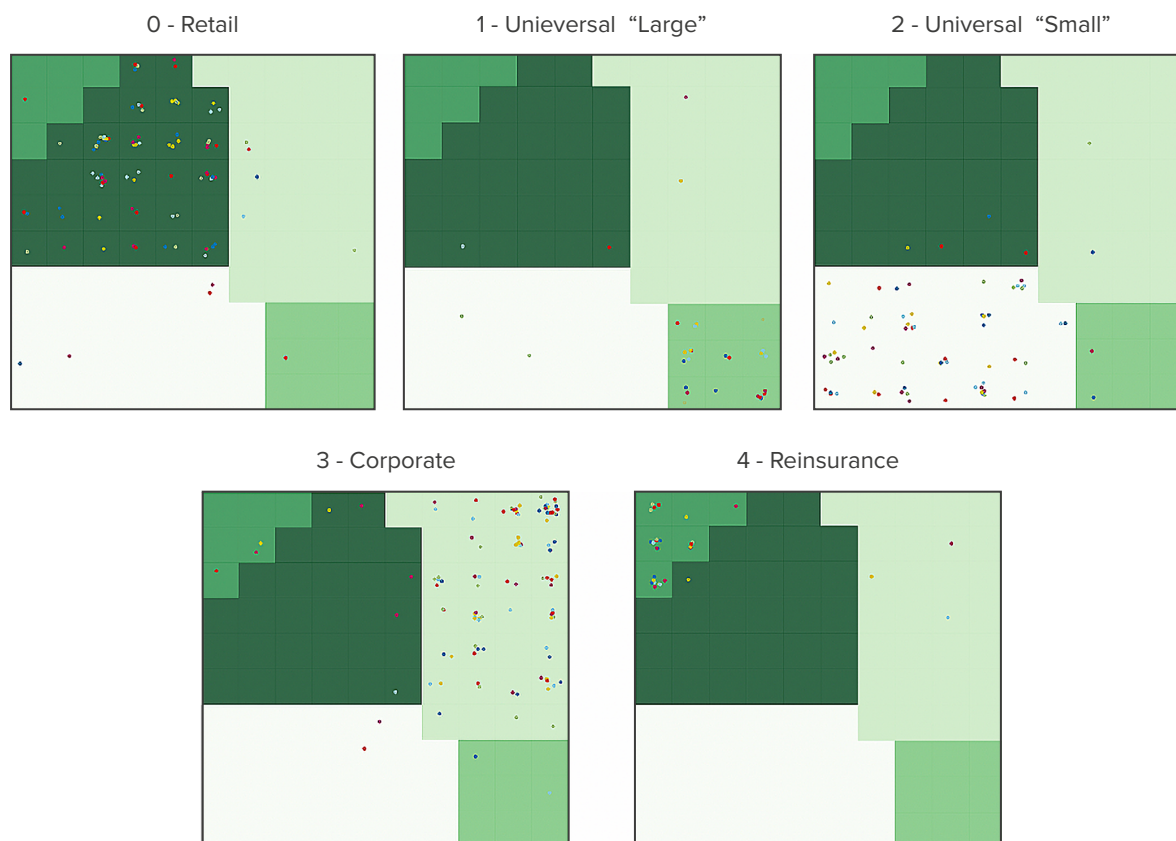 0 - Retail
1 - Unieversal “Large”
2 - Universal “Small”
3 - Corporate
4 - Reinsurance